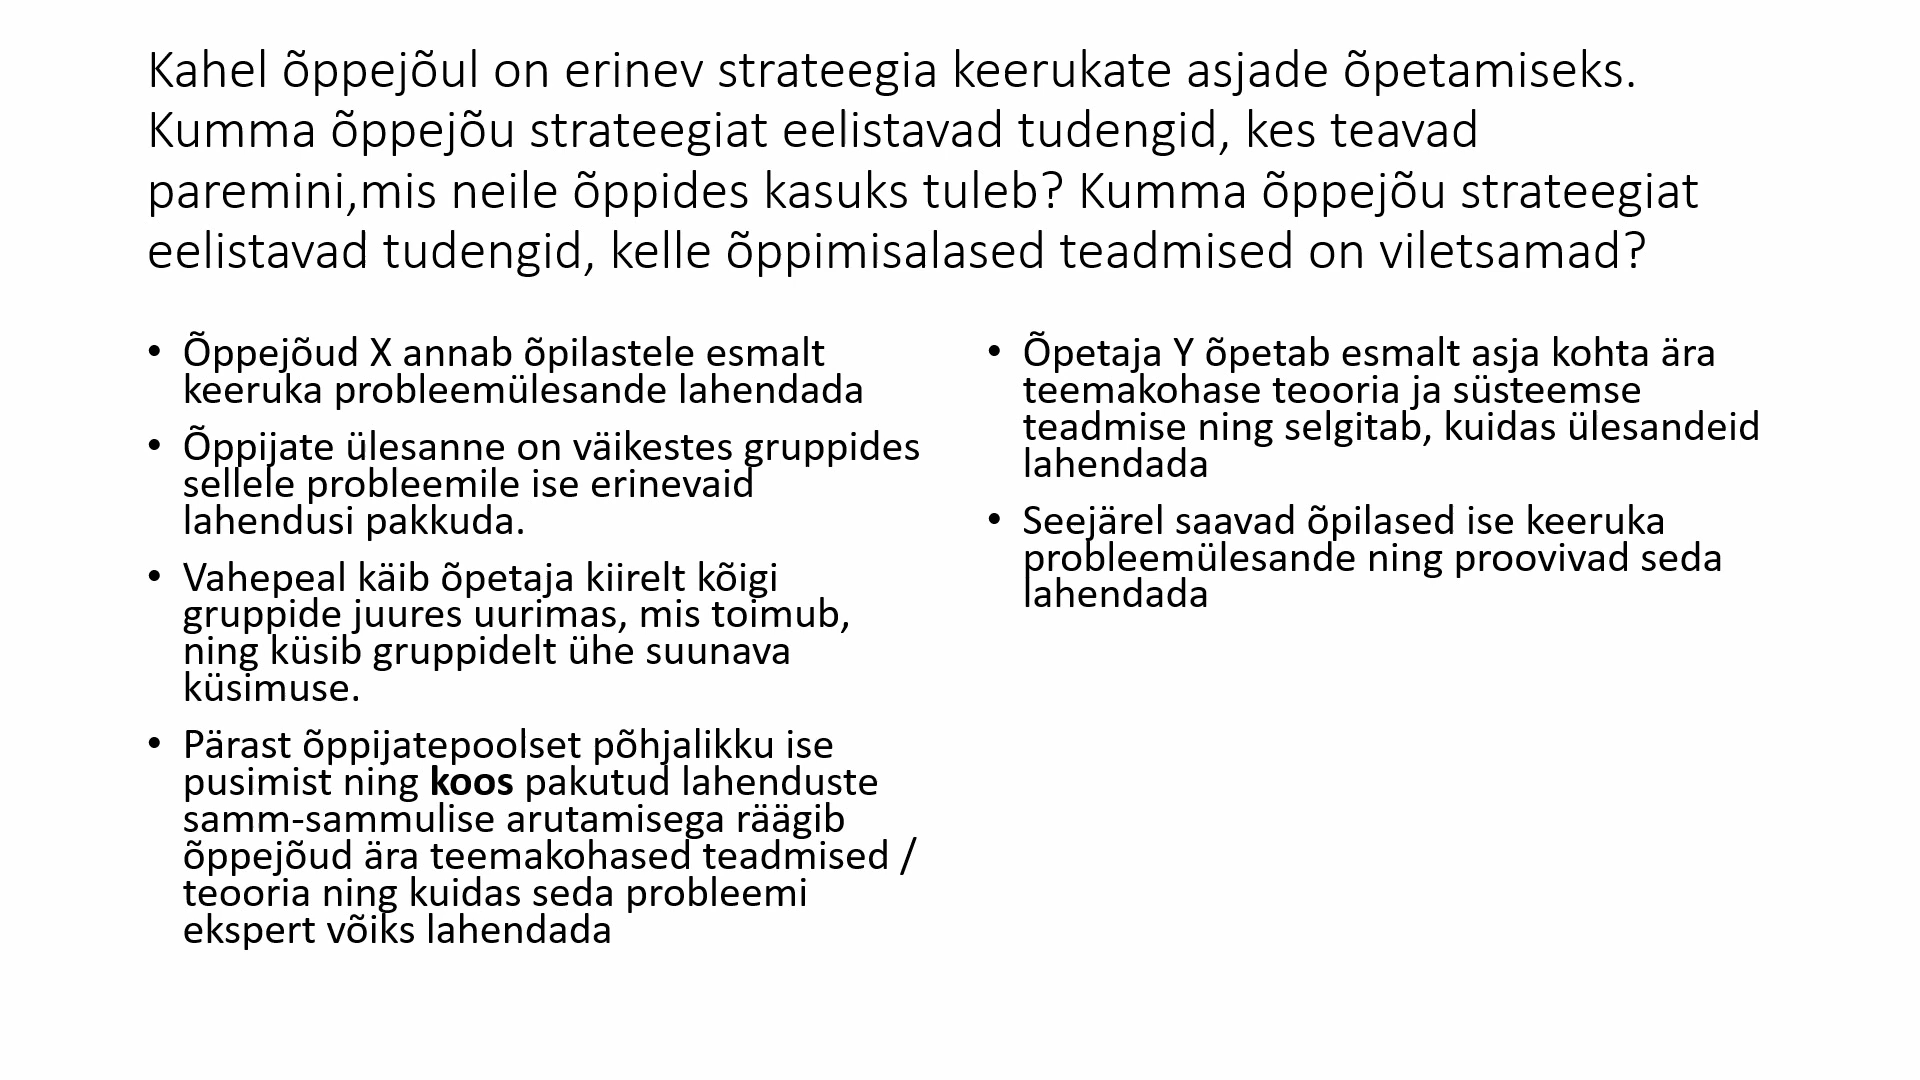 Kahel õppejõul on erinev strateegia keerukate asjade õpetamiseks.
Kumma õppejõu strateegiat eelistavad tudengid, kes teavad
paremini,mis neile õppides kasuks tuleb? Kumma õppejõu strateegiat
eelistavad tudengid, kelle õppimisalased teadmised on viletsamad?
• Õppejõud X annab õpilastele esmalt
keeruka probleemülesande lahendada
• Õppijate ülesanne on väikestes gruppides
sellele probleemile ise erinevaid
lahendusi pakkuda.
• Vahepeal käib õpetaja kiirelt kõigi
gruppide juures uurimas, mis toimub,
ning küsib gruppidelt ühe suunava
küsimuse.
• Pärast õppijatepoolset põhjalikku ise
pusimist ning koos pakutud lahenduste
samm-sammulise arutamisega räägib
õppejõud ära teemakohased teadmised /
teooria ning kuidas seda probleemi
ekspert võiks lahendada
• Õpetaja Y õpetab esmalt asja kohta ära
teemakohase teooria ja süsteemse
teadmise ning selgitab, kuidas ülesandeid
lahendada
• Seejärel saavad õpilased ise keeruka
probleemülesande ning proovivad seda
lahendada